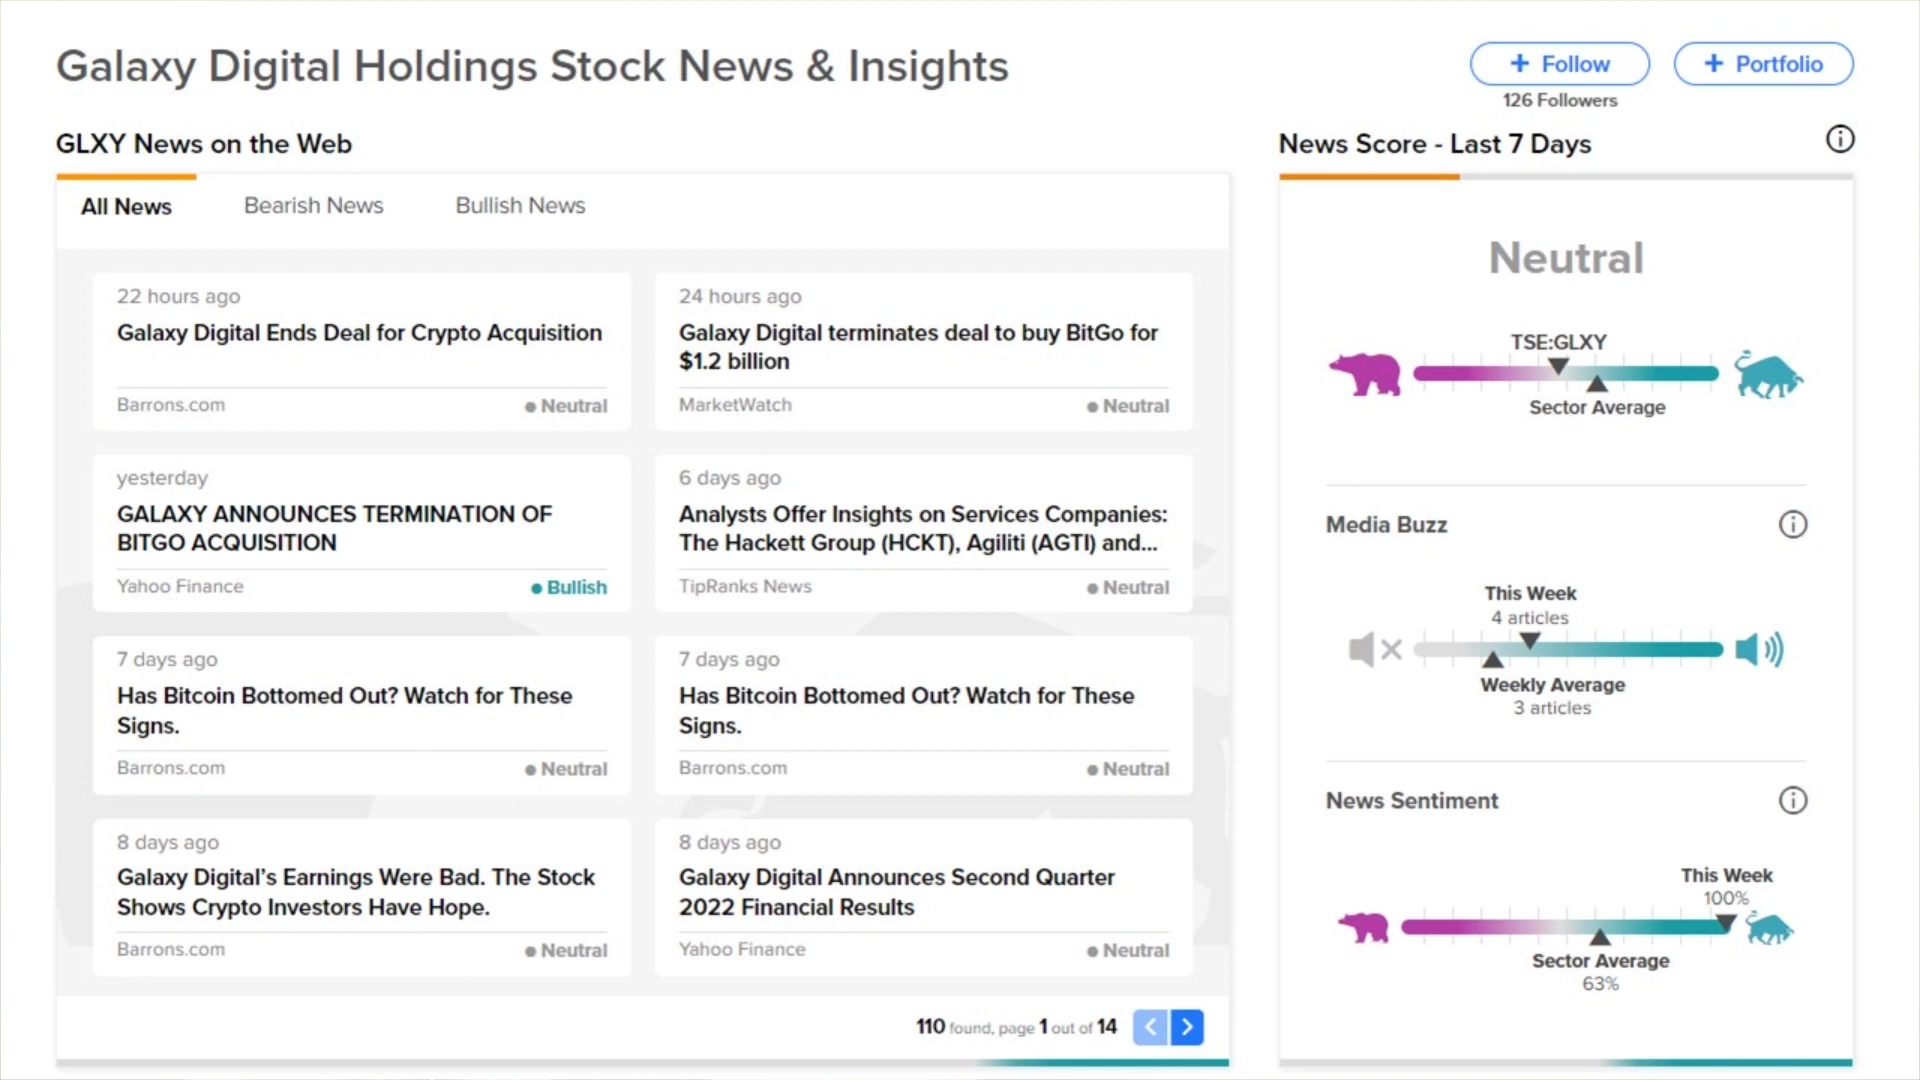 Galaxy Digital Holdings Stock News & Insights
+ Follow
+ Portfolio
126 Followers
GLXY News on the Web
All News
Bearish News
Bullish News
22 hours ago
Galaxy Digital Ends Deal for Crypto Acquisition
Barrons.com
Neutral
24 hours ago
Galaxy Digital terminates deal to buy BitGo for
$1.2 billion
MarketWatch
Neutral
yesterday
GALAXY ANNOUNCES TERMINATION OF
BITGO ACQUISITION
Yahoo Finance
Bullish
6 days ago
Analysts Offer Insights on Services Companies:
The Hackett Group (HCKT), Agiliti (AGTI) and...
TipRanks News
Neutral
7 days ago
Has Bitcoin Bottomed Out? Watch for These
Signs.
Barrons.com
Neutral
7 days ago
Has Bitcoin Bottomed Out? Watch for These
Signs.
Barrons.com
Neutral
8 days ago
Galaxy Digital’s Earnings Were Bad. The Stock
Shows Crypto Investors Have Hope.
Barrons.com
Neutral
8 days ago
Galaxy Digital Announces Second Quarter
2022 Financial Results
Yahoo Finance
Neutral
110 found, page 1 out of 14
News Score - Last 7 Days
Neutral
TSE:GLXY
Sector Average
Media Buzz
This Week
4 articles
Weekly Average
3 articles
News Sentiment
This Week
100%
Sector Average
63%